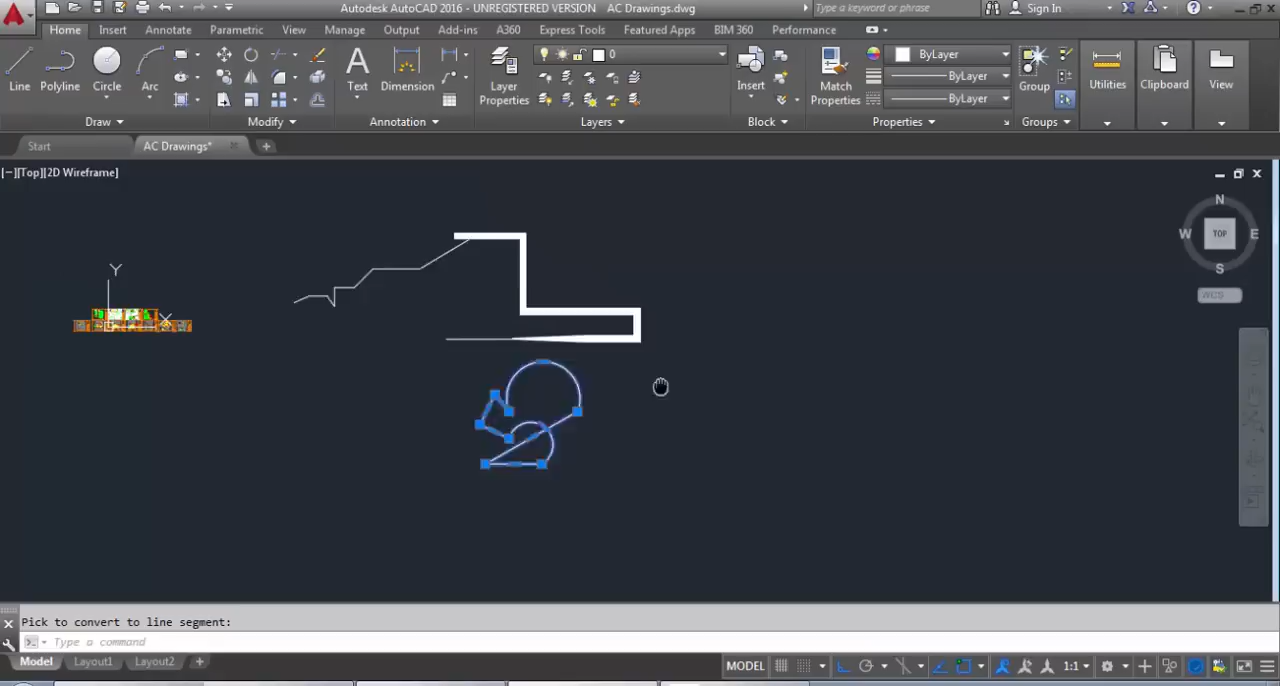 Autodesk AutoCAD 2016 - UNREGISTERED VERSION AC Drawings.dwg
Type a keyword or phrase
Sign In
Home Insert Annotate Parametric View Manage Output Add-ins A360 Express Tools Featured Apps BIM 360 Performance
Line Polyline Circle Arc
Text Dimension
Layer Properties
0
Insert
Match Properties
ByLayer
ByLayer
ByLayer
Group
Utilities
Clipboard
View
Draw Modify Annotation Layers Block Properties Groups
Start AC Drawings*
[−][Top][2D Wireframe]
N
W TOP E
S
WCS
Y
X
Pick to convert to line segment:
Type a command
Model Layout1 Layout2
MODEL 1:1